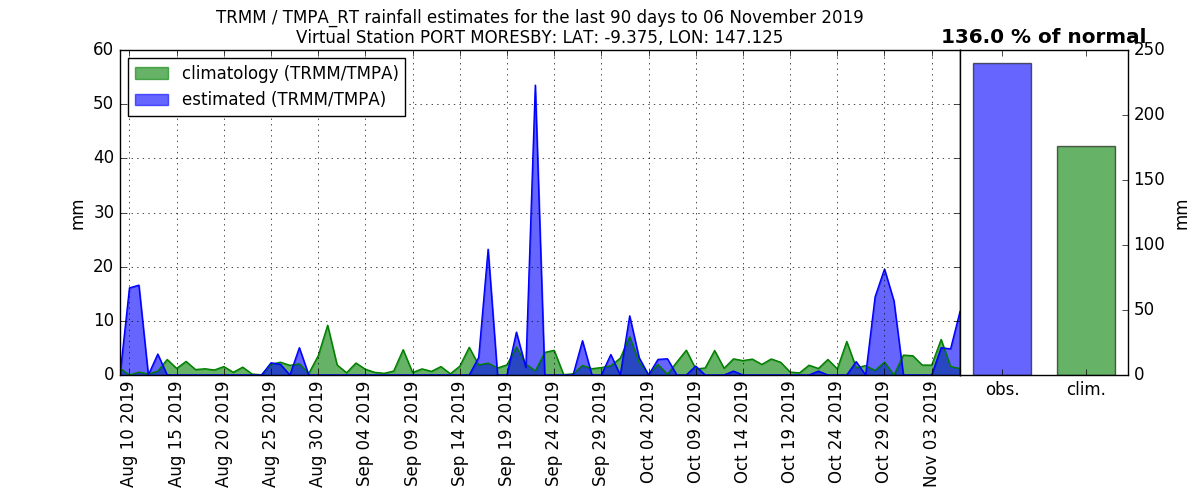 TRMM / TMPA_RT rainfall estimates for the last 90 days to 06 November 2019
Virtual Station PORT MORESBY: LAT: -9.375, LON: 147.125
136.0 % of normal
climatology (TRMM/TMPA)
estimated (TRMM/TMPA)
60
50
40
30
20
10
0
mm
250
200
150
100
50
0
mm
obs.
clim.
Aug 10 2019
Aug 15 2019
Aug 20 2019
Aug 25 2019
Aug 30 2019
Sep 04 2019
Sep 09 2019
Sep 14 2019
Sep 19 2019
Sep 24 2019
Sep 29 2019
Oct 04 2019
Oct 09 2019
Oct 14 2019
Oct 19 2019
Oct 24 2019
Oct 29 2019
Nov 03 2019